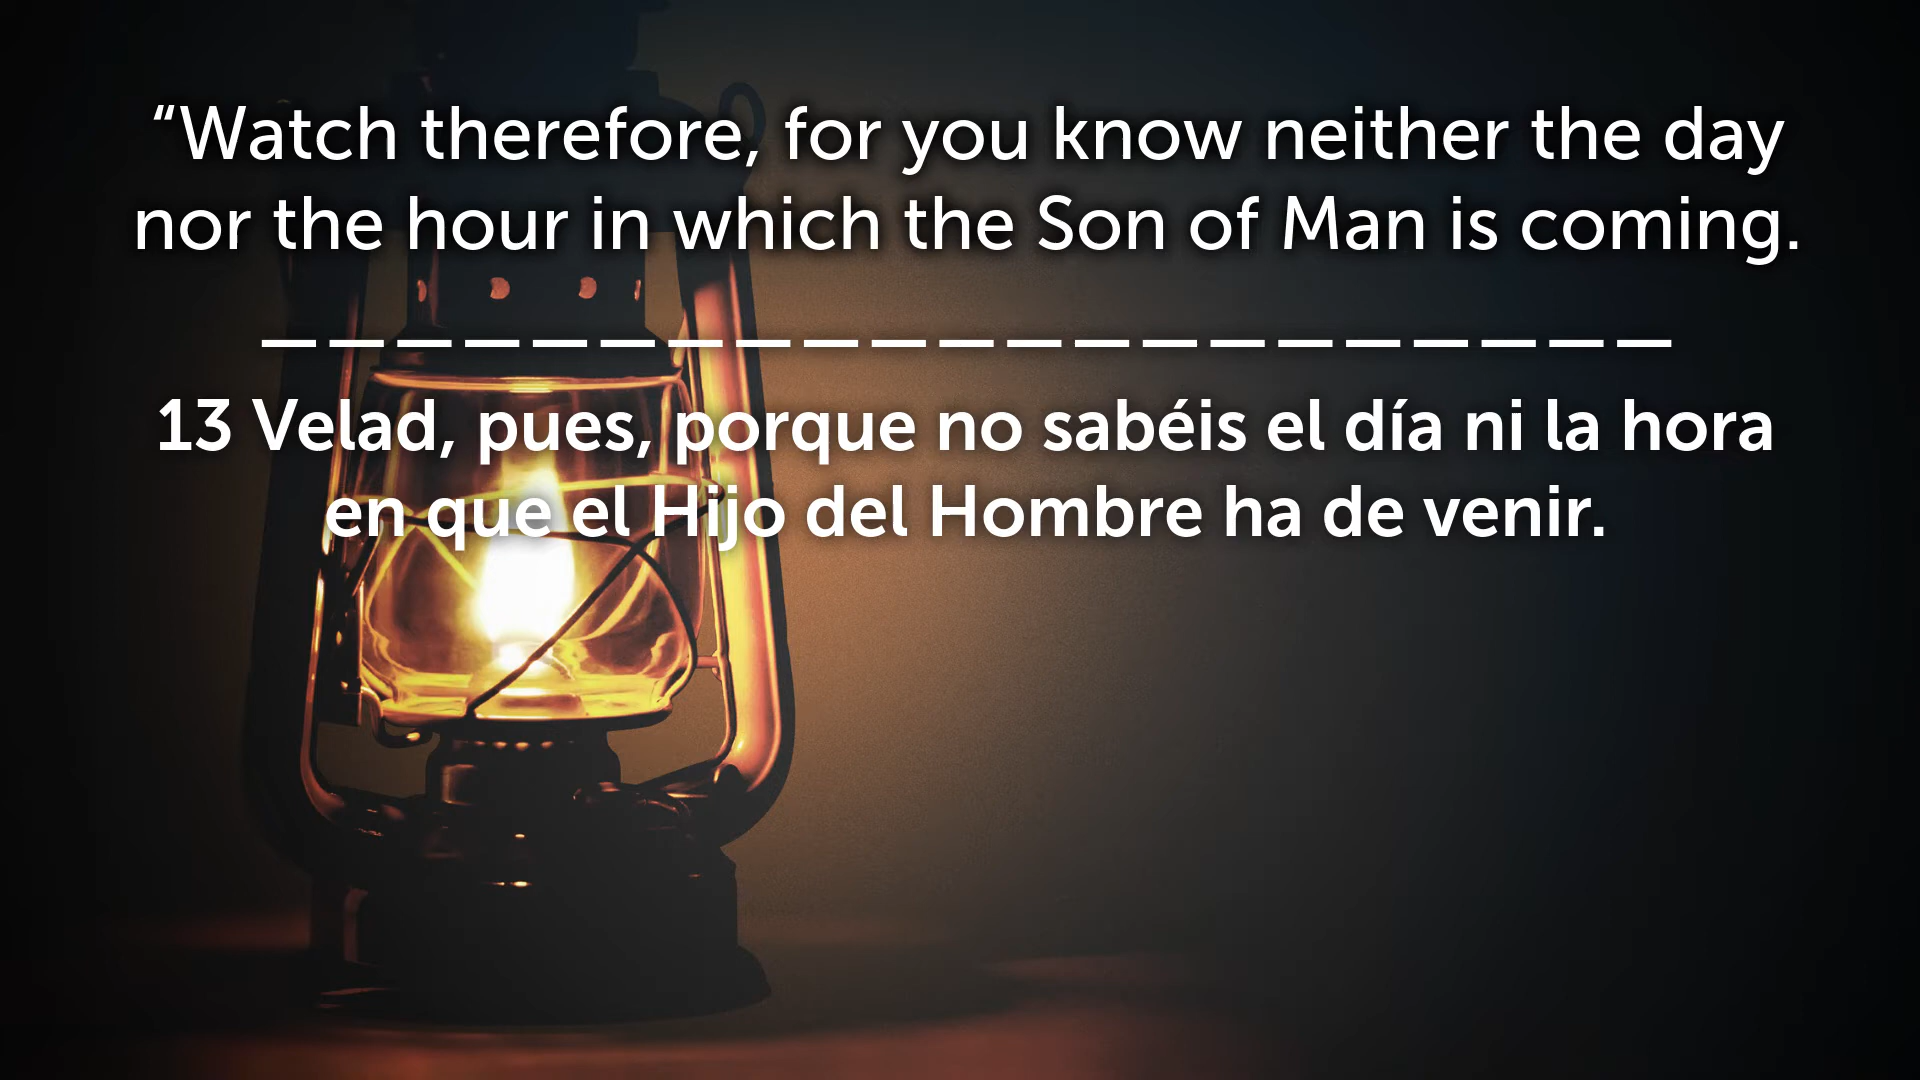 “Watch therefore, for you know neither the day
nor the hour in which the Son of Man is coming.
_____________________
13 Velad, pues, porque no sabéis el día ni la hora
en que el Hijo del Hombre ha de venir.